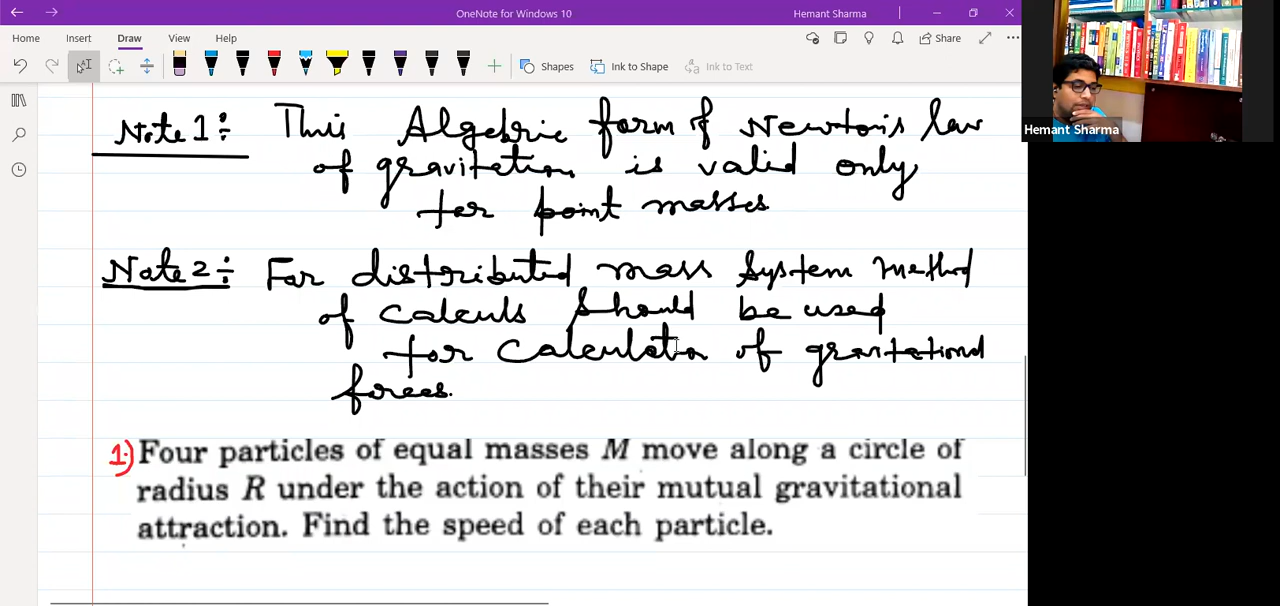 OneNote for Windows 10
Hemant Sharma
Home Insert Draw View Help
Share
Shapes Ink to Shape Ink to Text
Note 1 ÷ This Algebric form of Newton's law
of gravitation is valid only
for point masses
Note 2 ÷ For distributed mass system method
of calculs should be used
for calculation of gravitational
forces.
Hemant Sharma
1) Four particles of equal masses M move along a circle of
radius R under the action of their mutual gravitational
attraction. Find the speed of each particle.